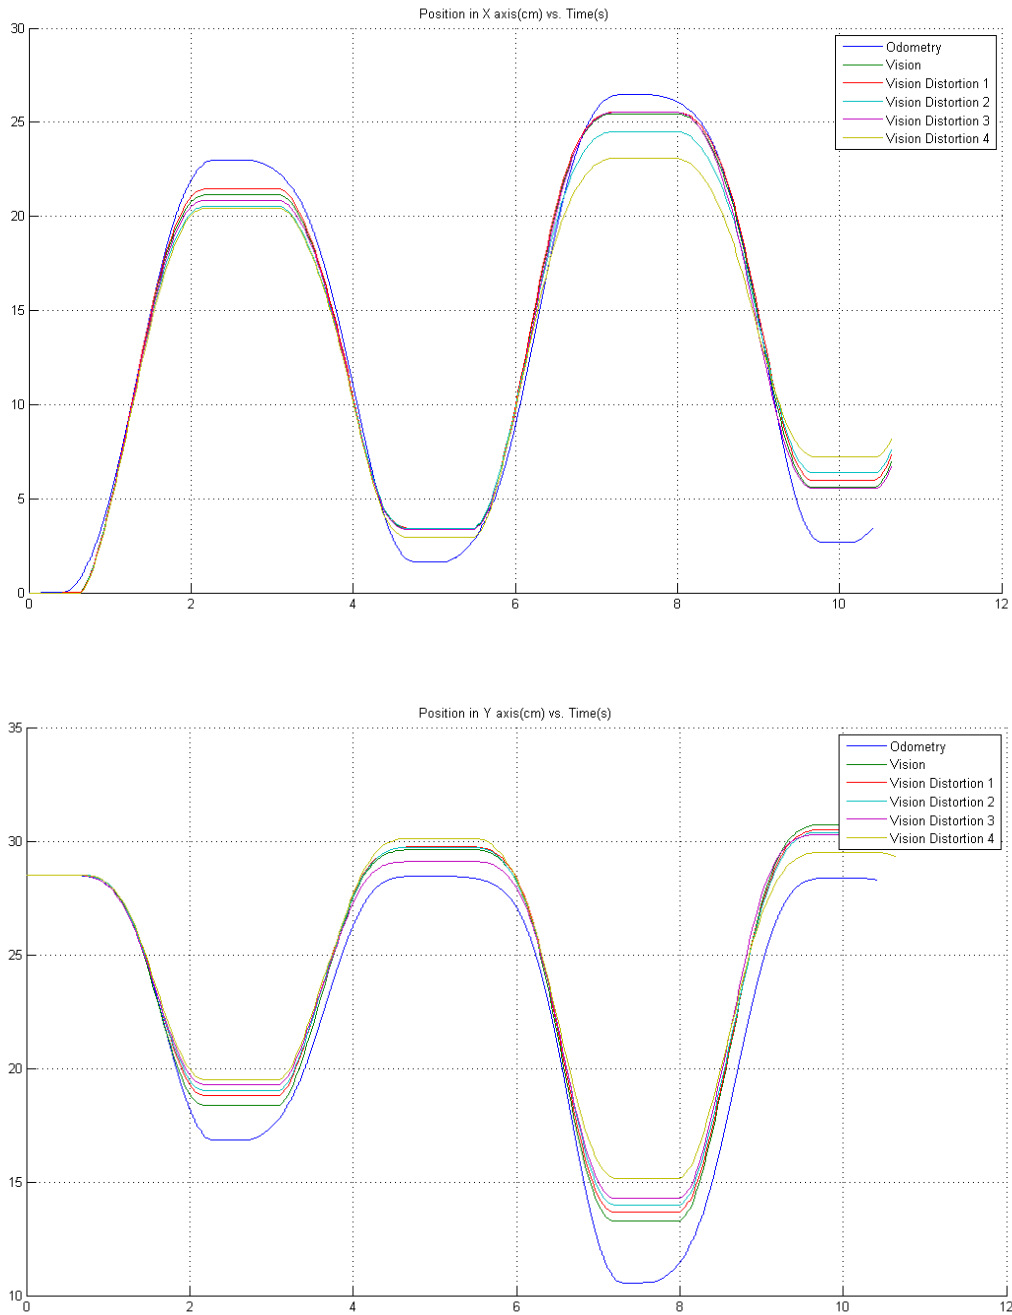 Position in X axis(cm) vs. Time(s)
30
Odometry
Vision
Vision Distortion 1
Vision Distortion 2
Vision Distortion 3
Vision Distortion 4
25
20
15
10
5
0
0 2 4 6 8 10 12
Position in Y axis(cm) vs. Time(s)
35
Odometry
Vision
Vision Distortion 1
Vision Distortion 2
Vision Distortion 3
Vision Distortion 4
30
25
20
15
10
0 2 4 6 8 10 12